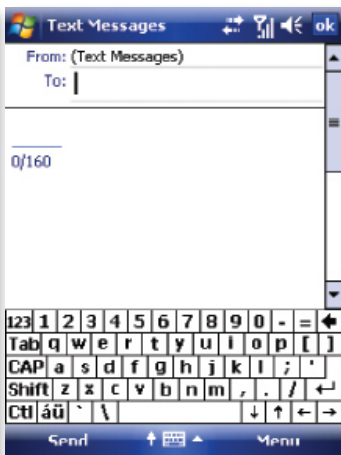 Text Messages ok
From: (Text Messages)
To:
0/160
123 1 2 3 4 5 6 7 8 9 0 - = 
Tab q w e r t y u i o p [ ]
CAP a s d f g h j k l ; '
Shift z x c v b n m , . / ↵
Ctl áü ` \ ↓ ↑ ← →
Send Menu